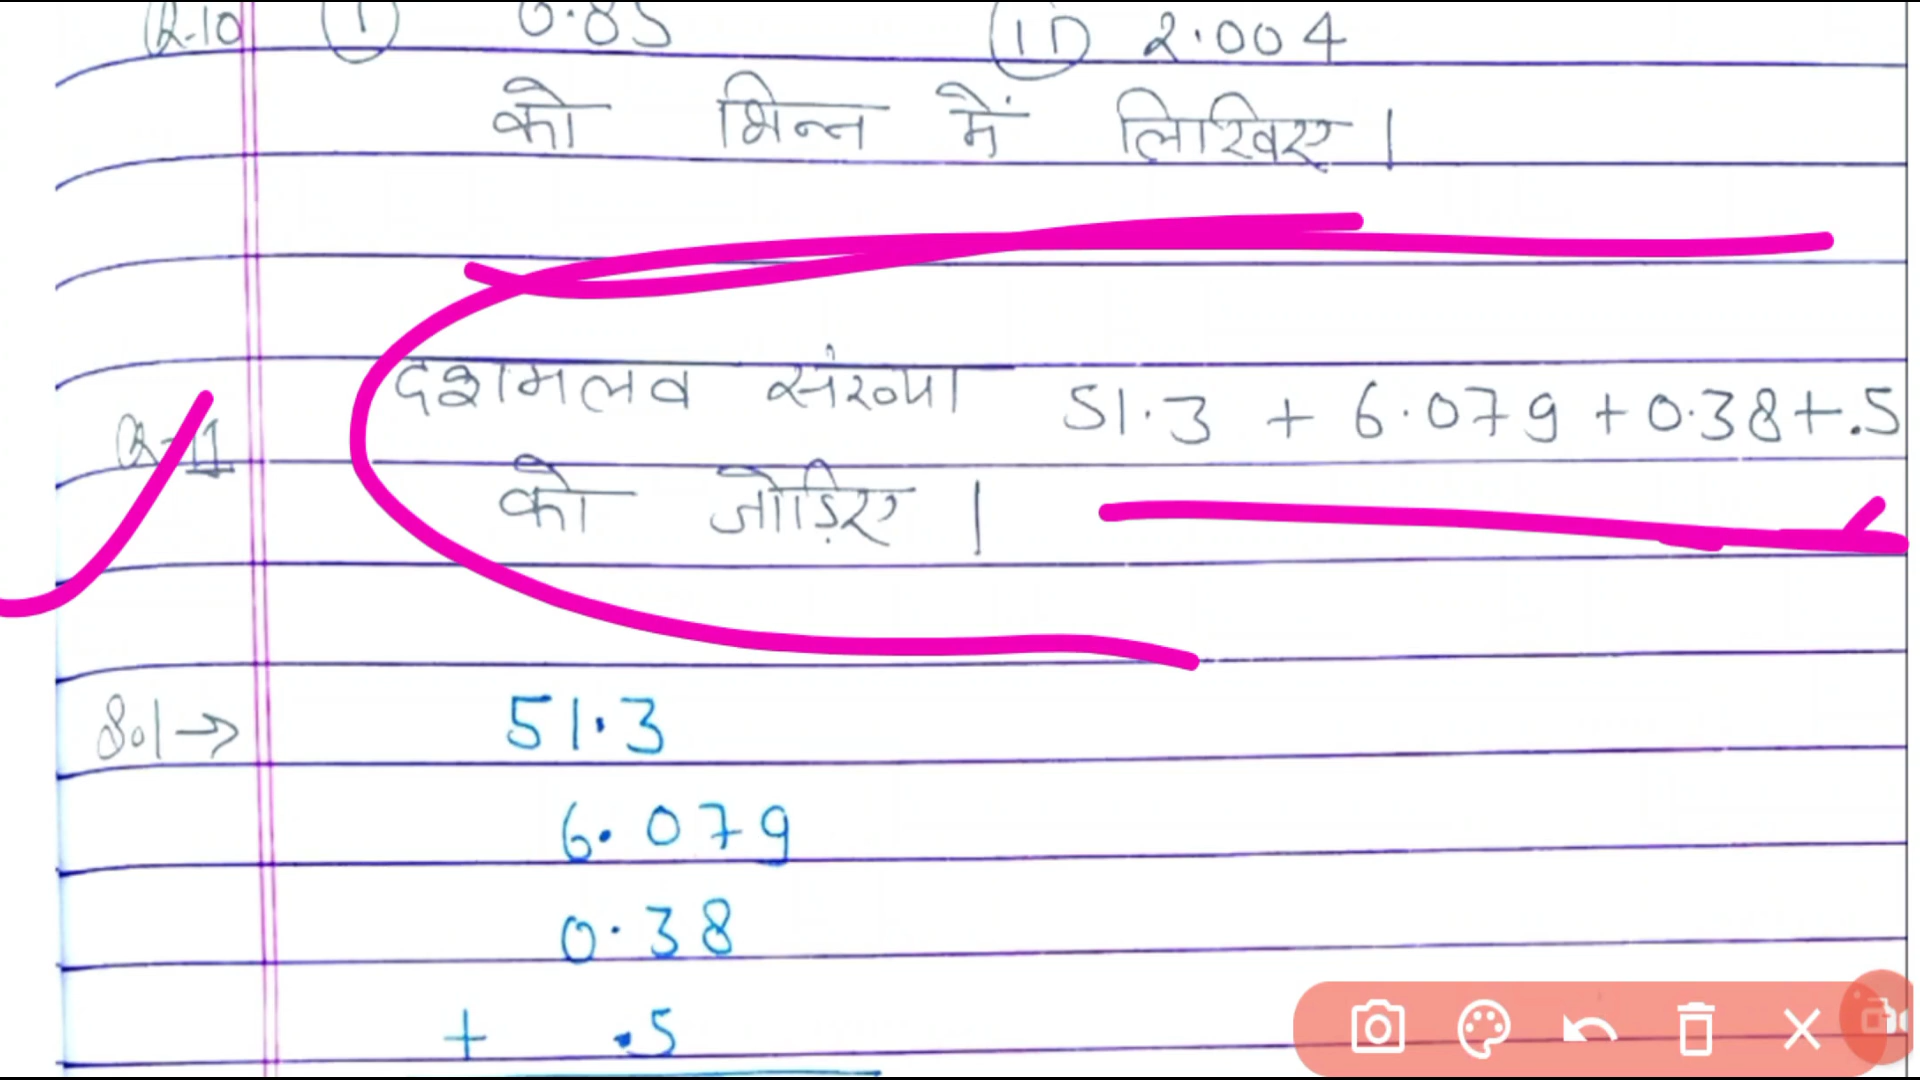 Q.10 (i) 0.85 (ii) 2.004
को भिन्न में लिखिए।
Q-11 दशमलव संख्या 51.3 + 6.079 + 0.38 + .5
को जोड़िए।
Sol → 51.3
6.079
0.38
+ .5